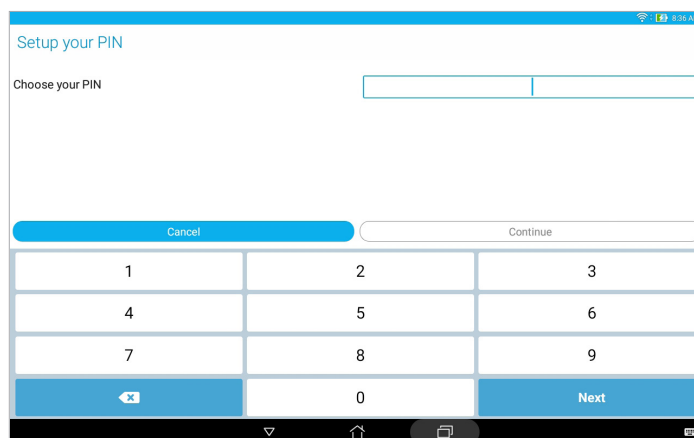 8:36 A
Setup your PIN
Choose your PIN
Cancel Continue
1 2 3
4 5 6
7 8 9
0 Next